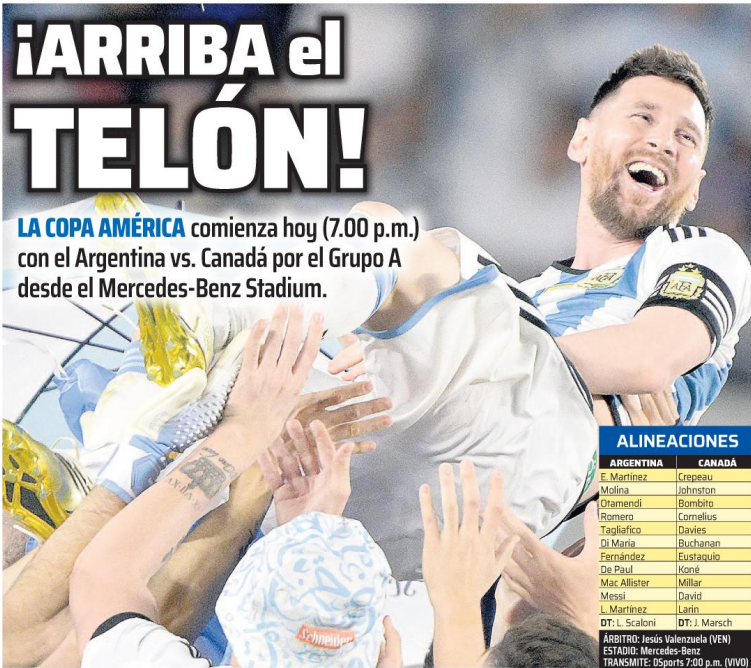 ¡ARRIBA el
TELÓN!
LA COPA AMÉRICA comienza hoy (7.00 p.m.)
con el Argentina vs. Canadá por el Grupo A
desde el Mercedes-Benz Stadium.
AFA
Schneider
ALINEACIONES
ARGENTINA CANADÁ
E. Martínez Crepeau
Molina Johnston
Otamendi Bombito
Romero Cornelius
Tagliafico Davies
Di María Buchanan
Fernández Eustaquio
De Paul Koné
Mac Allister Millar
Messi David
L. Martínez Larin
DT: L. Scaloni DT: J. Marsch
ÁRBITRO: Jesús Valenzuela (VEN)
ESTADIO: Mercedes-Benz
TRANSMITE: DSports 7:00 p.m. (VIVO)